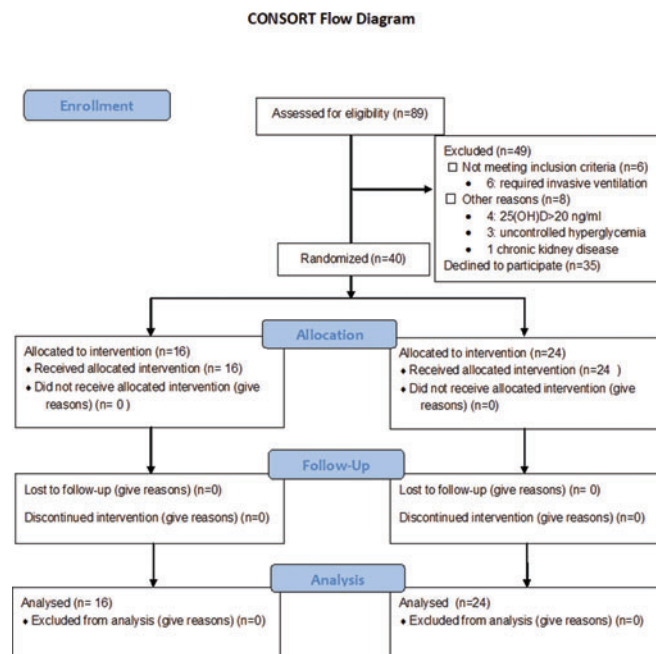 CONSORT Flow Diagram
Enrollment
Assessed for eligibility (n=89)
Excluded (n=49)
□ Not meeting inclusion criteria (n=6)
• 6: required invasive ventilation
□ Other reasons (n=8)
• 4: 25(OH)D>20 ng/ml
• 3: uncontrolled hyperglycemia
• 1 chronic kidney disease
Declined to participate (n=35)
Randomized (n=40)
Allocation
Allocated to intervention (n=16)
♦ Received allocated intervention (n= 16)
♦ Did not receive allocated intervention (give
reasons) (n= 0 )
Allocated to intervention (n=24)
♦ Received allocated intervention (n=24 )
♦ Did not receive allocated intervention (give
reasons) (n=0)
Follow-Up
Lost to follow-up (give reasons) (n=0)
Discontinued intervention (give reasons) (n=0)
Lost to follow-up (give reasons) (n= 0)
Discontinued intervention (give reasons) (n=0)
Analysis
Analysed (n= 16)
♦ Excluded from analysis (give reasons) (n=0)
Analysed (n=24)
♦ Excluded from analysis (give reasons) (n=0)